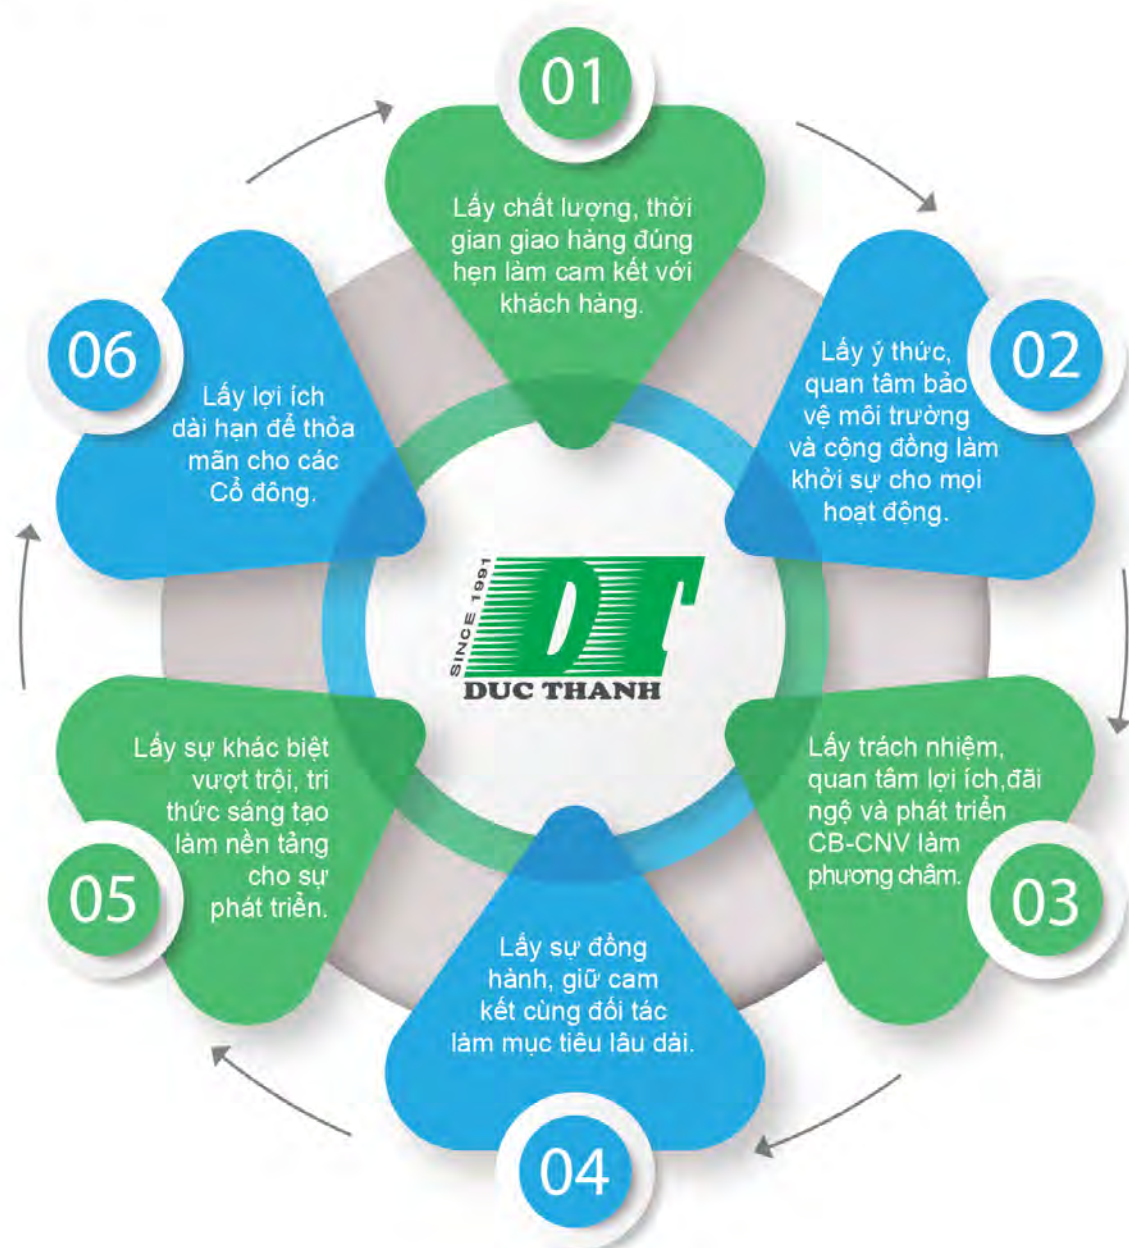 01
Lấy chất lượng, thời
gian giao hàng đúng
hẹn làm cam kết với
khách hàng.
02
Lấy ý thức,
quan tâm bảo
vệ môi trường
và cộng đồng làm
khởi sự cho mọi
hoạt động.
03
Lấy trách nhiệm,
quan tâm lợi ích,đãi
ngộ và phát triển
CB-CNV làm
phương châm.
04
Lấy sự đồng
hành, giữ cam
kết cùng đối tác
làm mục tiêu lâu dài.
05
Lấy sự khác biệt
vượt trội, tri
thức sáng tạo
làm nền tảng
cho sự
phát triển.
06
Lấy lợi ích
dài hạn để thỏa
mãn cho các
Cổ đông.
SINCE 1991
DT
DUC THANH